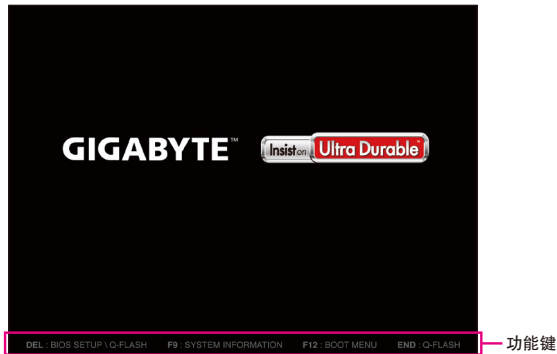 GIGABYTE™ Insist on Ultra Durable™
DEL : BIOS SETUP \ Q-FLASH F9 : SYSTEM INFORMATION F12 : BOOT MENU END : Q-FLASH 功能键